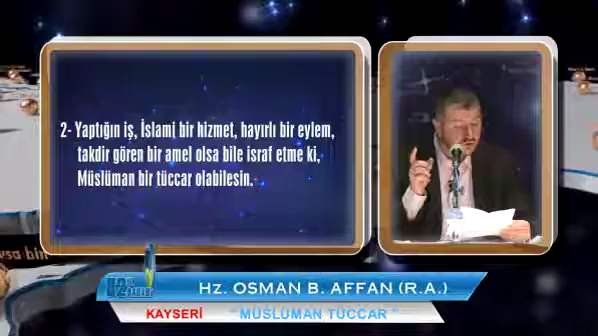 2- Yaptığın iş, İslami bir hizmet, hayırlı bir eylem,
takdir gören bir amel olsa bile israf etme ki,
Müslüman bir tüccar olabilesin.
Hz. OSMAN B. AFFAN (R.A.)
KAYSERİ " MÜSLÜMAN TÜCCAR "